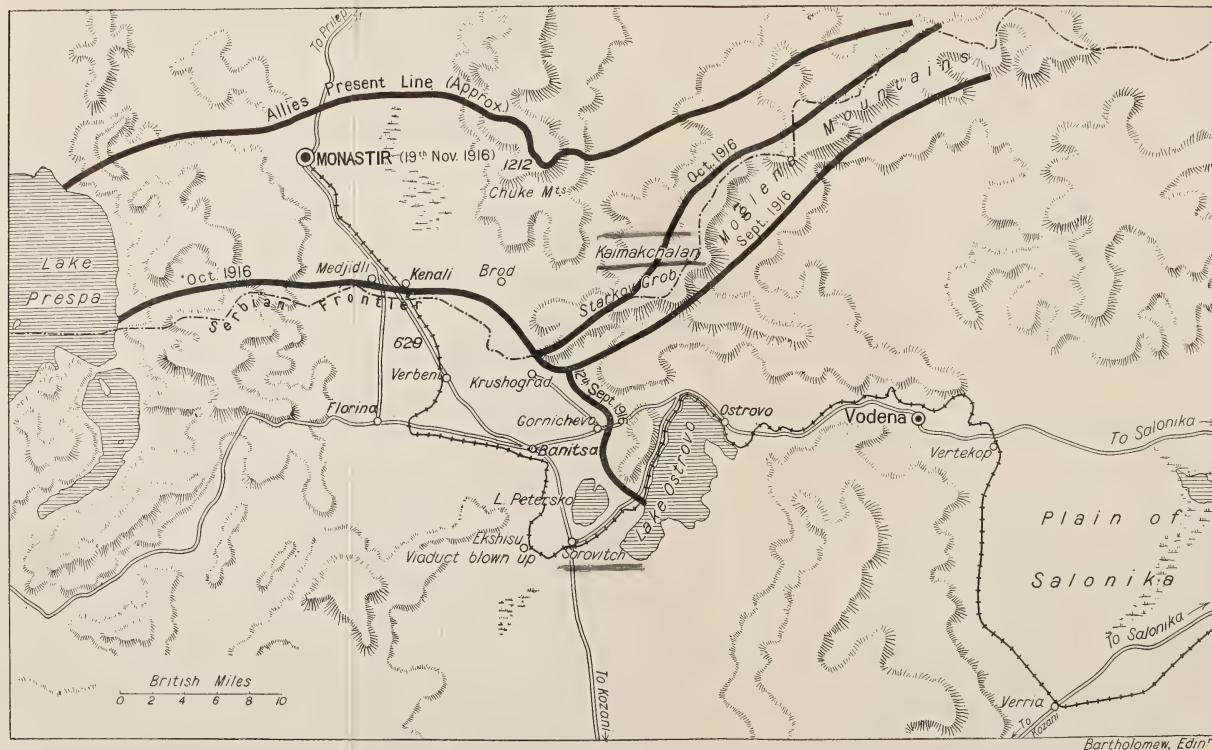 To Prilep
Allies Present Line (Approx.)
MONASTIR (19th Nov. 1916)
1212
Chuke Mts
Oct. 1916
Moglena Mountains
Sept. 1916
Kaimakchalan
Starkov Grob
Lake
Prespa
Oct. 1916
Medjidli
Kenali
Brod
Serbian Frontier
629
Verbeni
Krushograd
12th Sept. 1916
Florina
Gornichevo
Banitsa
Ostrovo
Vodena
To Salonika
Vertekop
L. Petersko
Lake Ostrovo
Ekshisu
Viaduct blown up
Sorovitch
Plain of
Salonika
To Salonika
To Kozani
Verria
To
Kozani
British Miles
0 2 4 6 8 10
Bartholomew, Edinr